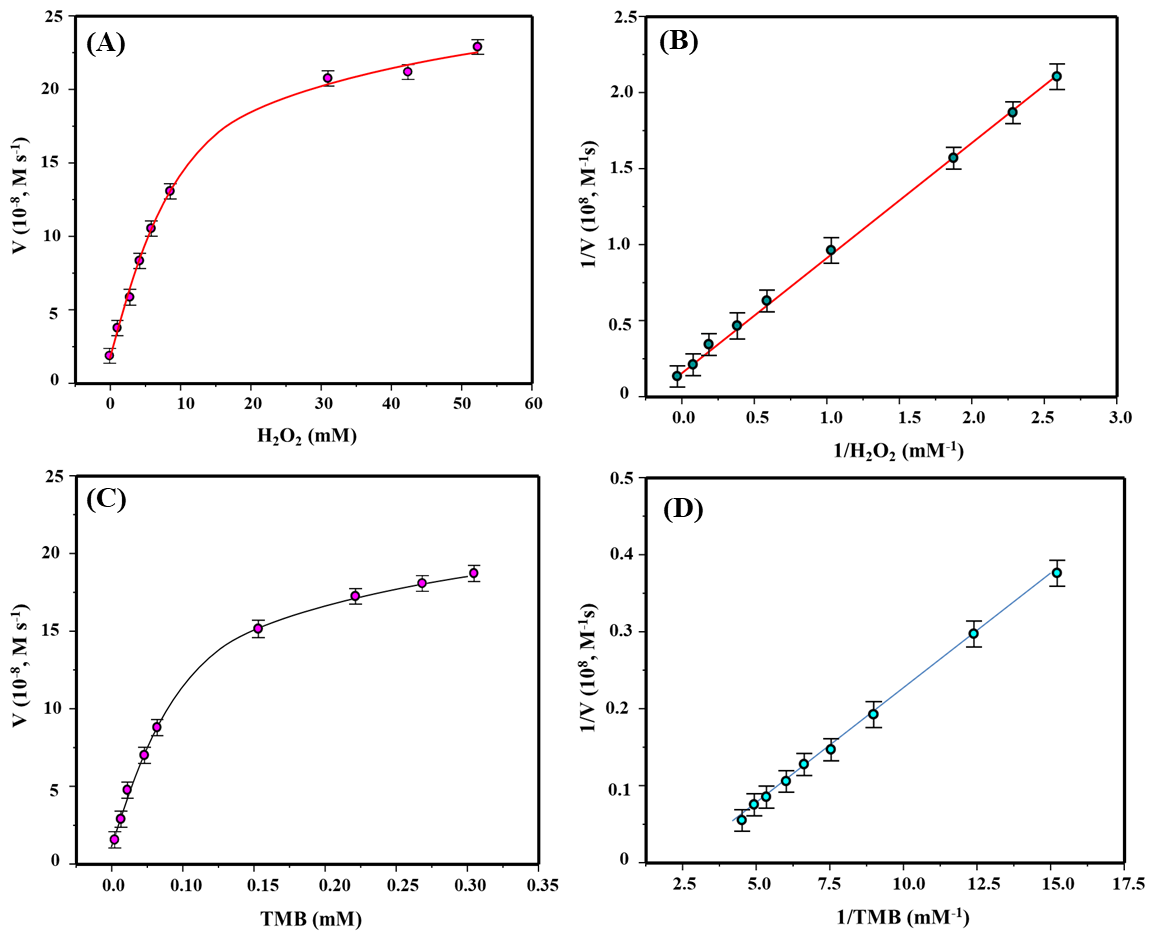 (A)
25
20
15
10
5
0
V (10⁻⁸, M s⁻¹)
0 10 20 30 40 50 60
H₂O₂ (mM)
(B)
2.5
2.0
1.5
1.0
0.5
0
1/V (10⁸, M⁻¹s)
0.0 0.5 1.0 1.5 2.0 2.5 3.0
1/H₂O₂ (mM⁻¹)
(C)
25
20
15
10
5
0
V (10⁻⁸, M s⁻¹)
0.0 0.10 0.15 0.20 0.25 0.30 0.35
TMB (mM)
(D)
0.5
0.4
0.3
0.2
0.1
0
1/V (10⁸, M⁻¹s)
2.5 5.0 7.5 10.0 12.5 15.0 17.5
1/TMB (mM⁻¹)